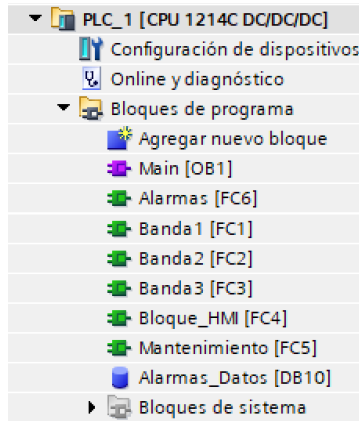 PLC_1 [CPU 1214C DC/DC/DC]
Configuración de dispositivos
Online y diagnóstico
Bloques de programa
Agregar nuevo bloque
Main [OB1]
Alarmas [FC6]
Banda1 [FC1]
Banda2 [FC2]
Banda3 [FC3]
Bloque_HMI [FC4]
Mantenimiento [FC5]
Alarmas_Datos [DB10]
Bloques de sistema